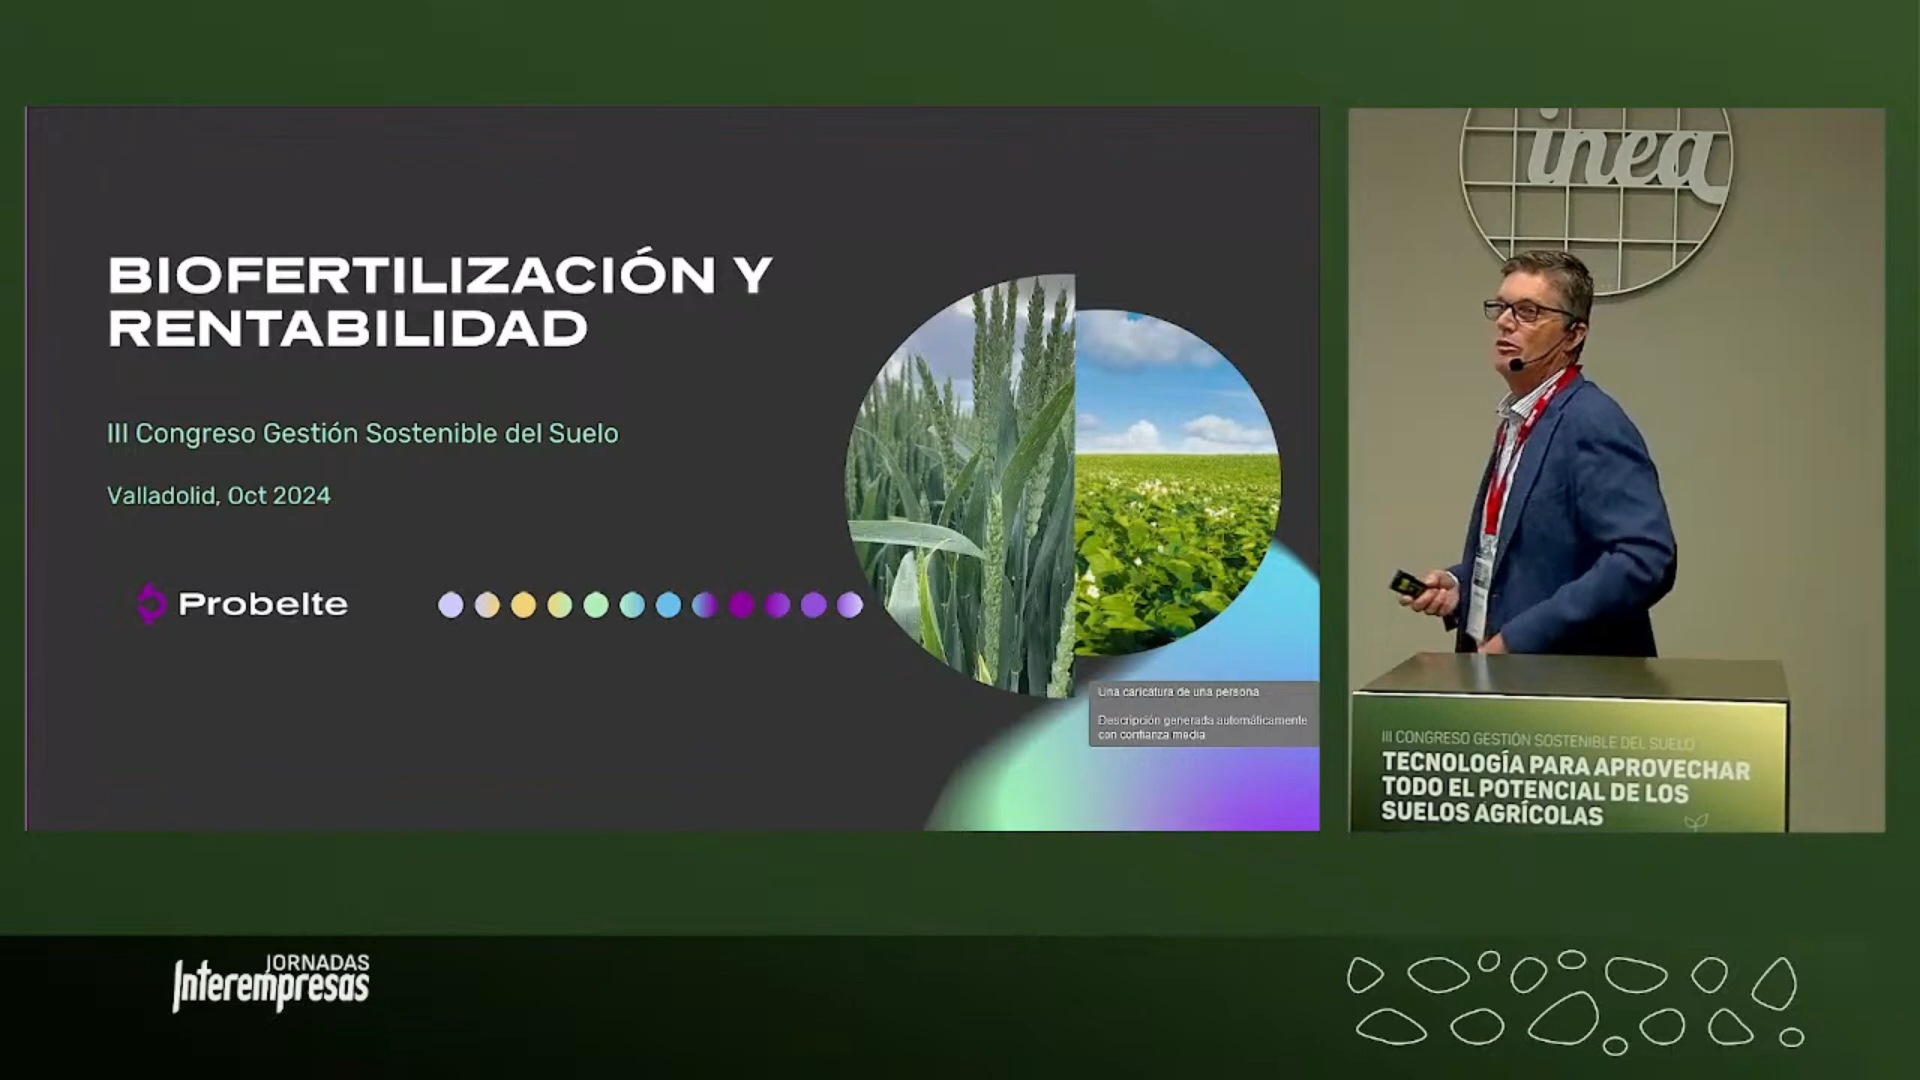 BIOFERTILIZACIÓN Y
RENTABILIDAD
III Congreso Gestión Sostenible del Suelo
Valladolid, Oct 2024
Probelte
Una caricatura de una persona
Descripción generada automáticamente
con confianza media
inea
III CONGRESO GESTIÓN SOSTENIBLE DEL SUELO
TECNOLOGÍA PARA APROVECHAR
TODO EL POTENCIAL DE LOS
SUELOS AGRÍCOLAS
JORNADAS
Interempresas